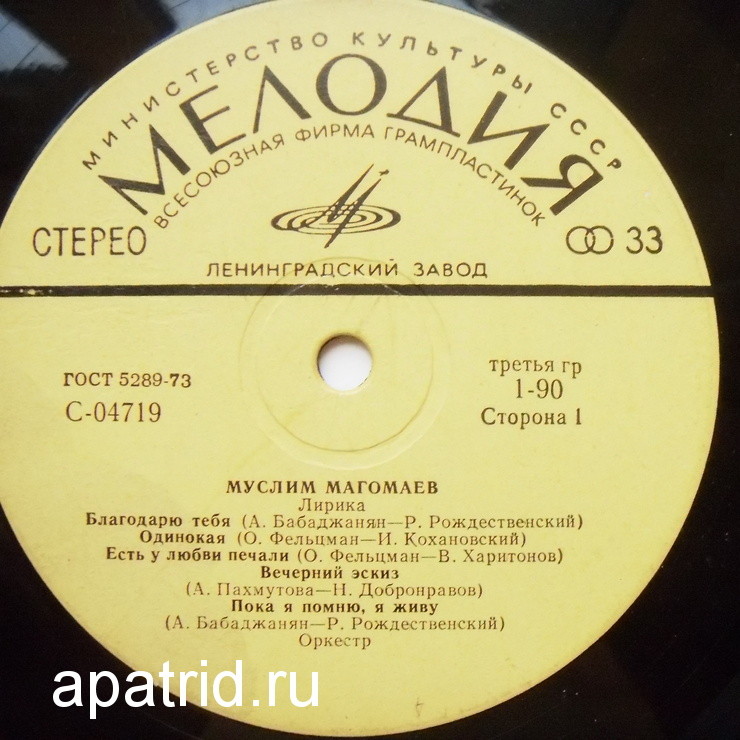 МИНИСТЕРСТВО КУЛЬТУРЫ СССР
МЕЛОДИЯ
ВСЕСОЮЗНАЯ ФИРМА ГРАМПЛАСТИНОК
СТЕРЕО
33
ЛЕНИНГРАДСКИЙ ЗАВОД
ГОСТ 5289-73
С-04719
третья гр
1-90
Сторона 1
МУСЛИМ МАГОМАЕВ
Лирика
Благодарю тебя (А. Бабаджанян—Р. Рождественский)
Одинокая (О. Фельцман—И. Кохановский)
Есть у любви печали (О. Фельцман—В. Харитонов)
Вечерний эскиз
(А. Пахмутова—Н. Добронравов)
Пока я помню, я живу
(А. Бабаджанян—Р. Рождественский)
Оркестр
apatrid.ru